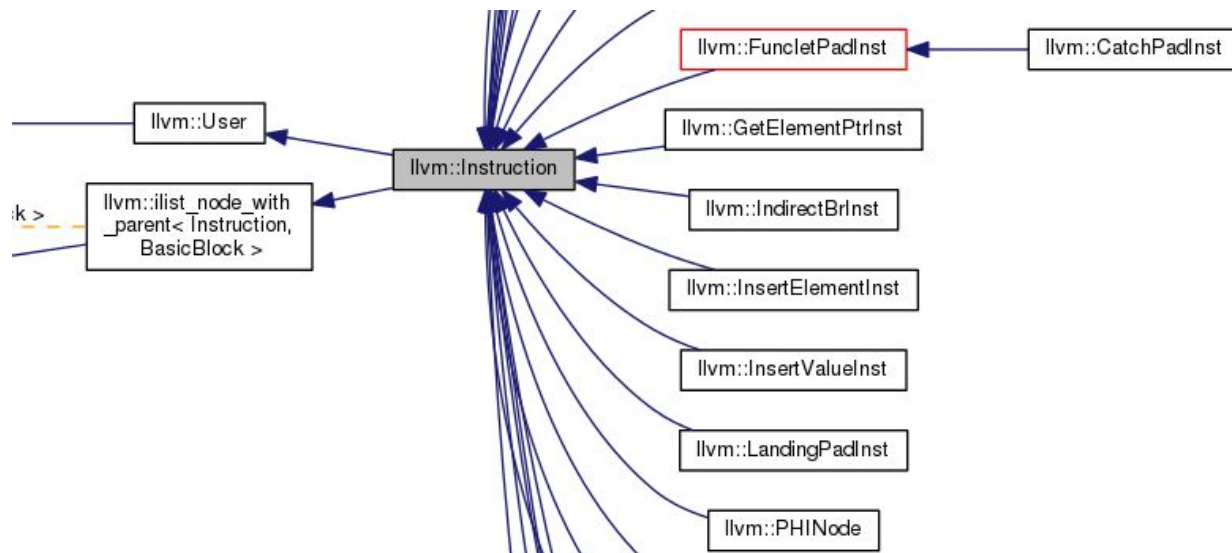 llvm::FuncletPadInst
llvm::CatchPadInst
llvm::User
llvm::GetElementPtrInst
llvm::Instruction
llvm::ilist_node_with
_parent< Instruction,
BasicBlock >
llvm::IndirectBrInst
llvm::InsertElementInst
llvm::InsertValueInst
llvm::LandingPadInst
llvm::PHINode